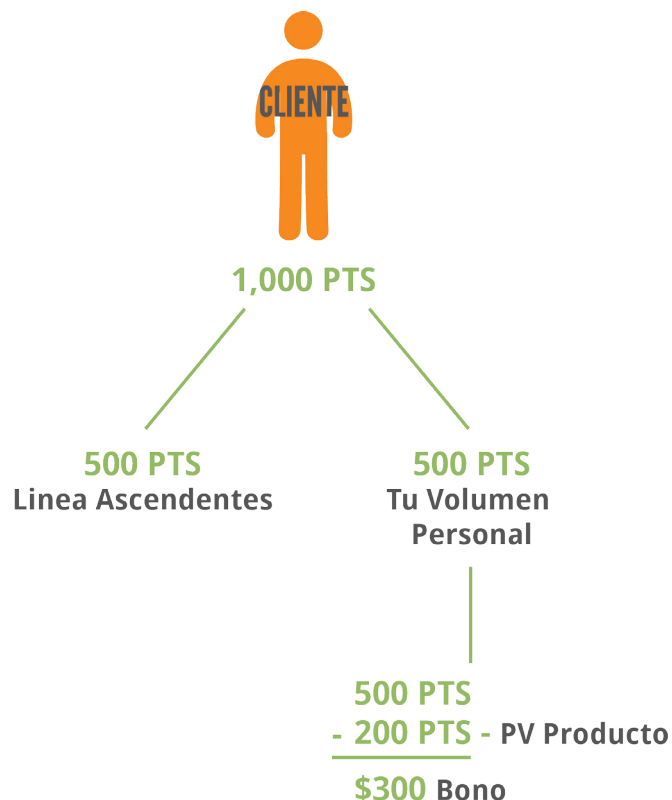 CLIENTE
1,000 PTS
500 PTS
Linea Ascendentes
500 PTS
Tu Volumen
Personal
500 PTS
- 200 PTS - PV Producto
$300 Bono